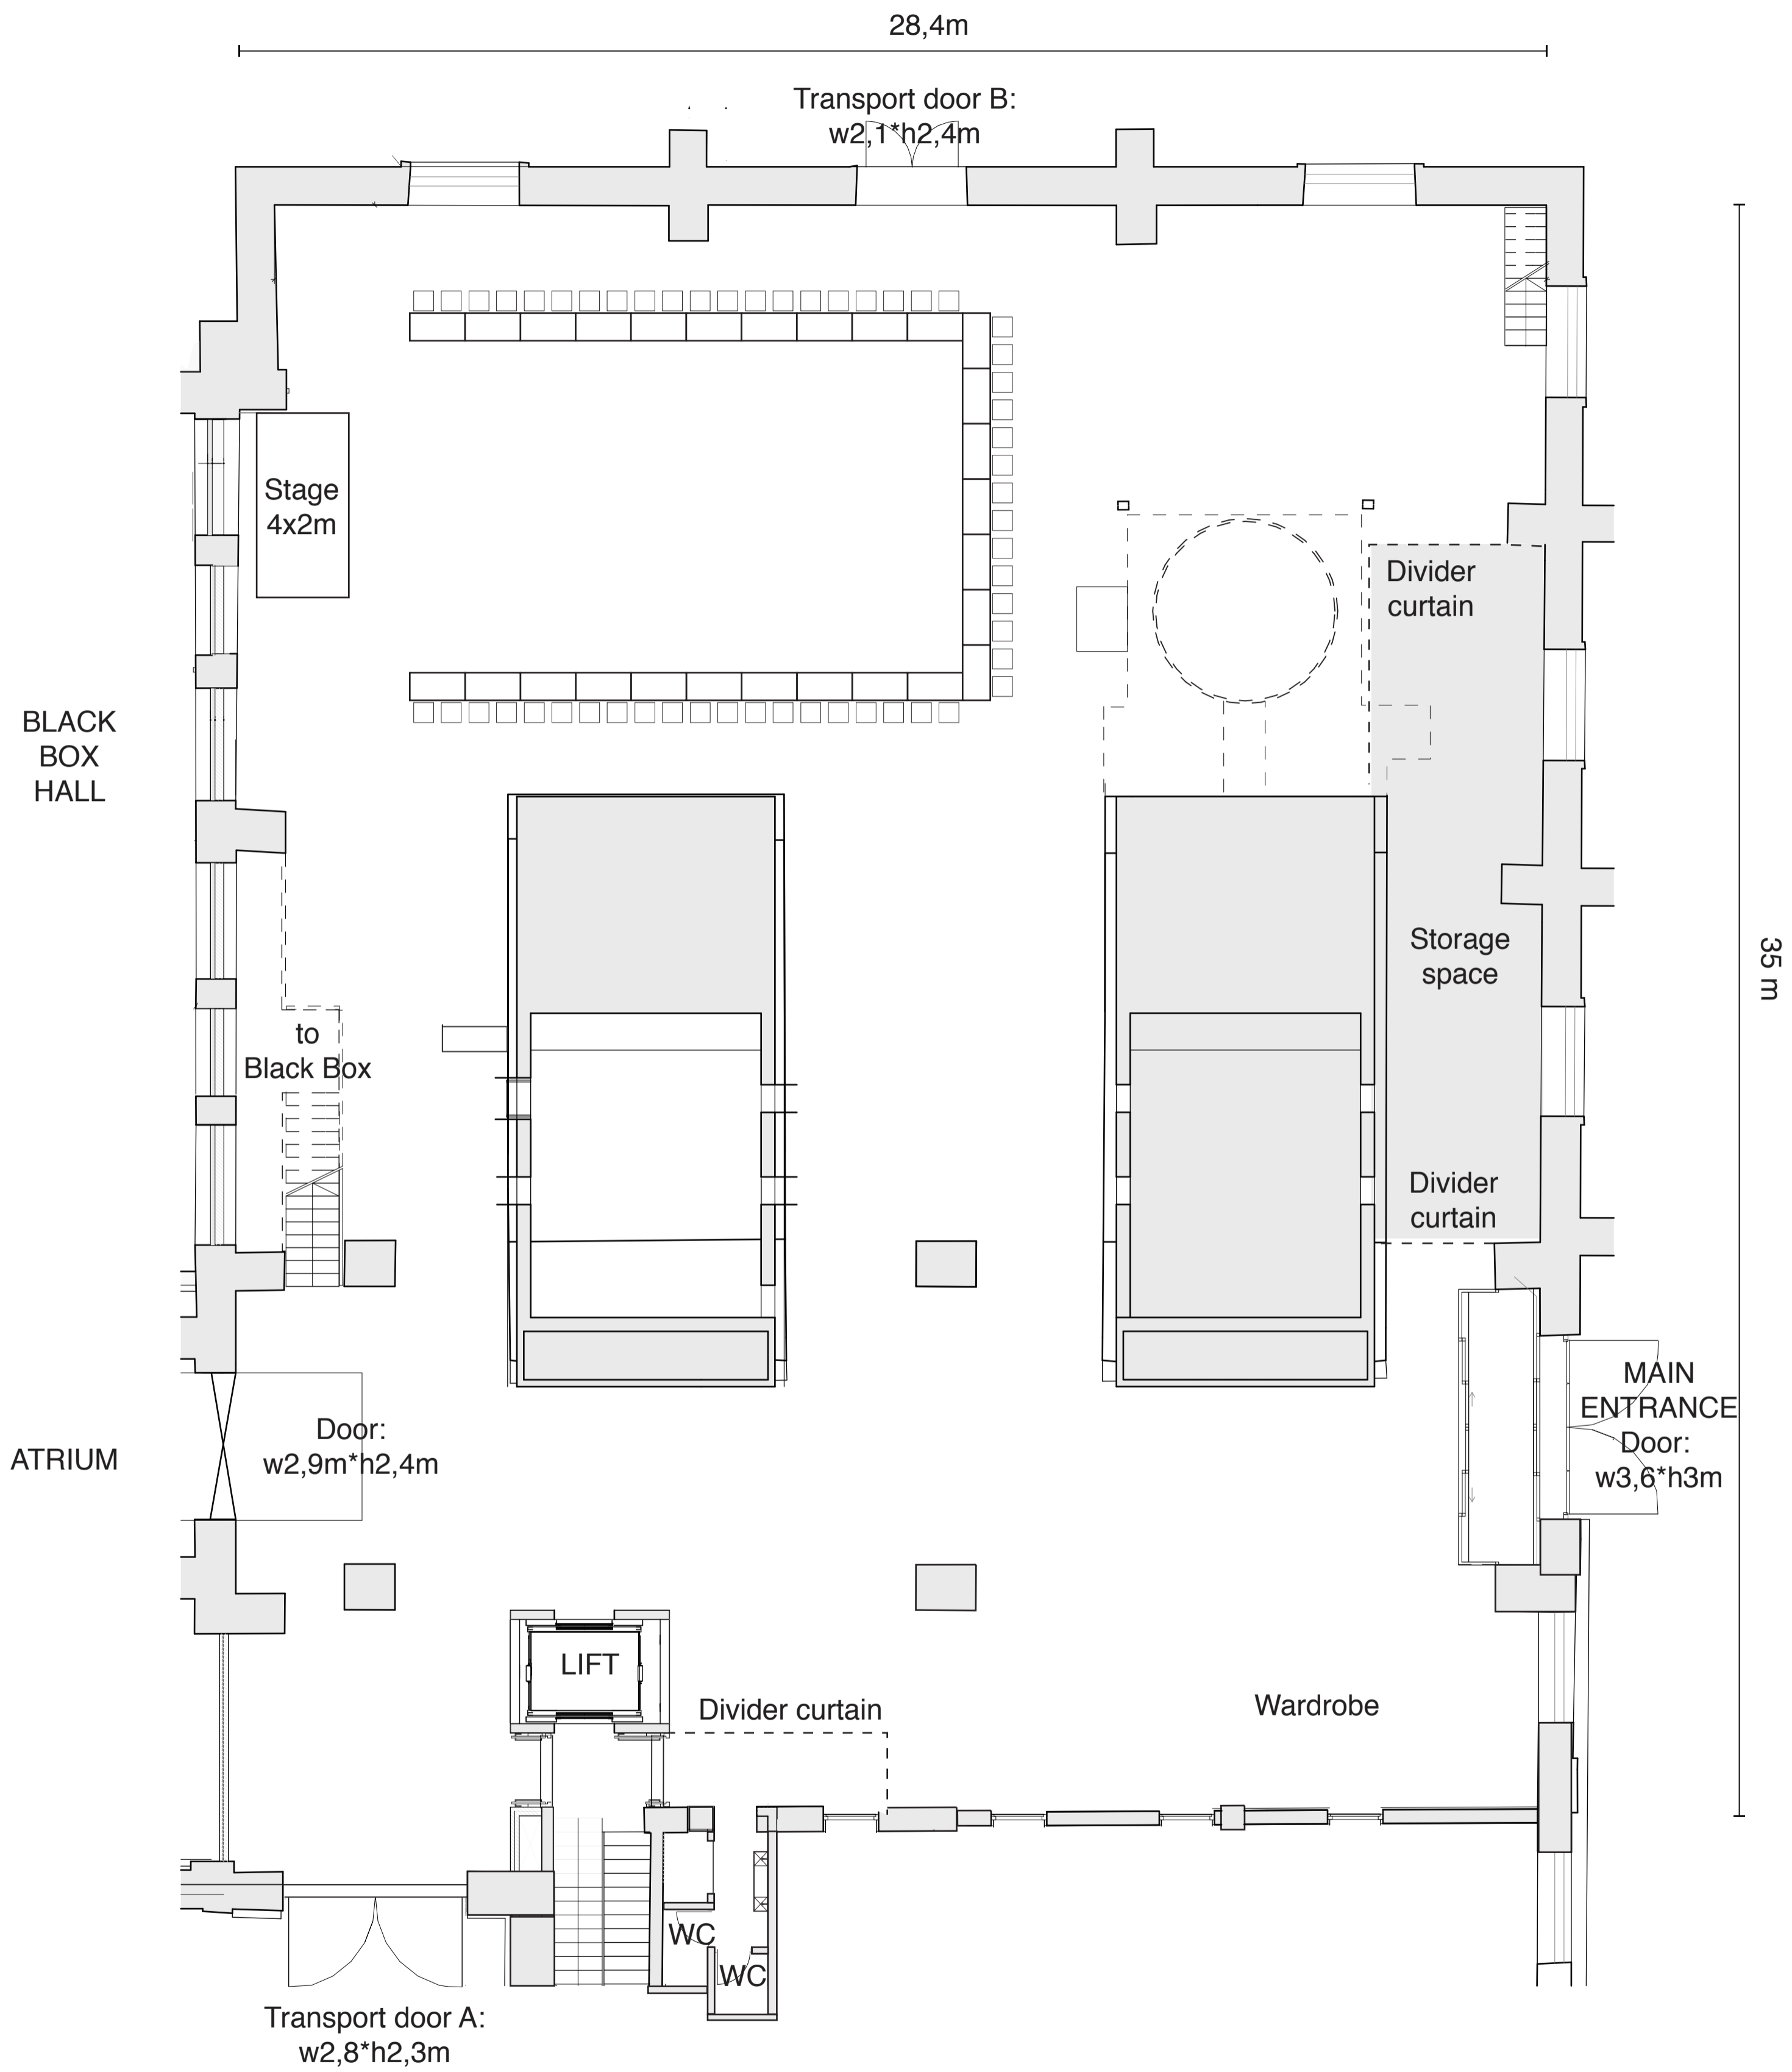 28,4m
Transport door B:
w2,1*h2,4m
Stage
4x2m
Divider
curtain
BLACK
BOX
HALL
Storage
space
35 m
to
Black Box
Divider
curtain
MAIN
ENTRANCE
Door:
w3,6*h3m
ATRIUM
Door:
w2,9m*h2,4m
LIFT
Divider curtain
Wardrobe
WC
WC
Transport door A:
w2,8*h2,3m